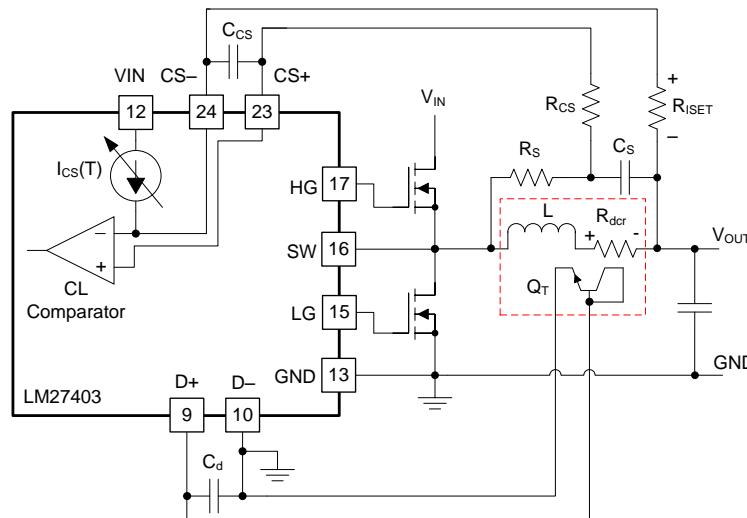 CCS
VIN
CS–
CS+
12
24
23
VIN
RCS
+
RISET
–
ICS(T)
RS
CS
HG
17
L
Rdcr
+
-
–
+
SW
16
VOUT
CL
Comparator
QT
LG
15
GND
13
GND
LM27403
D+
D–
9
10
Cd